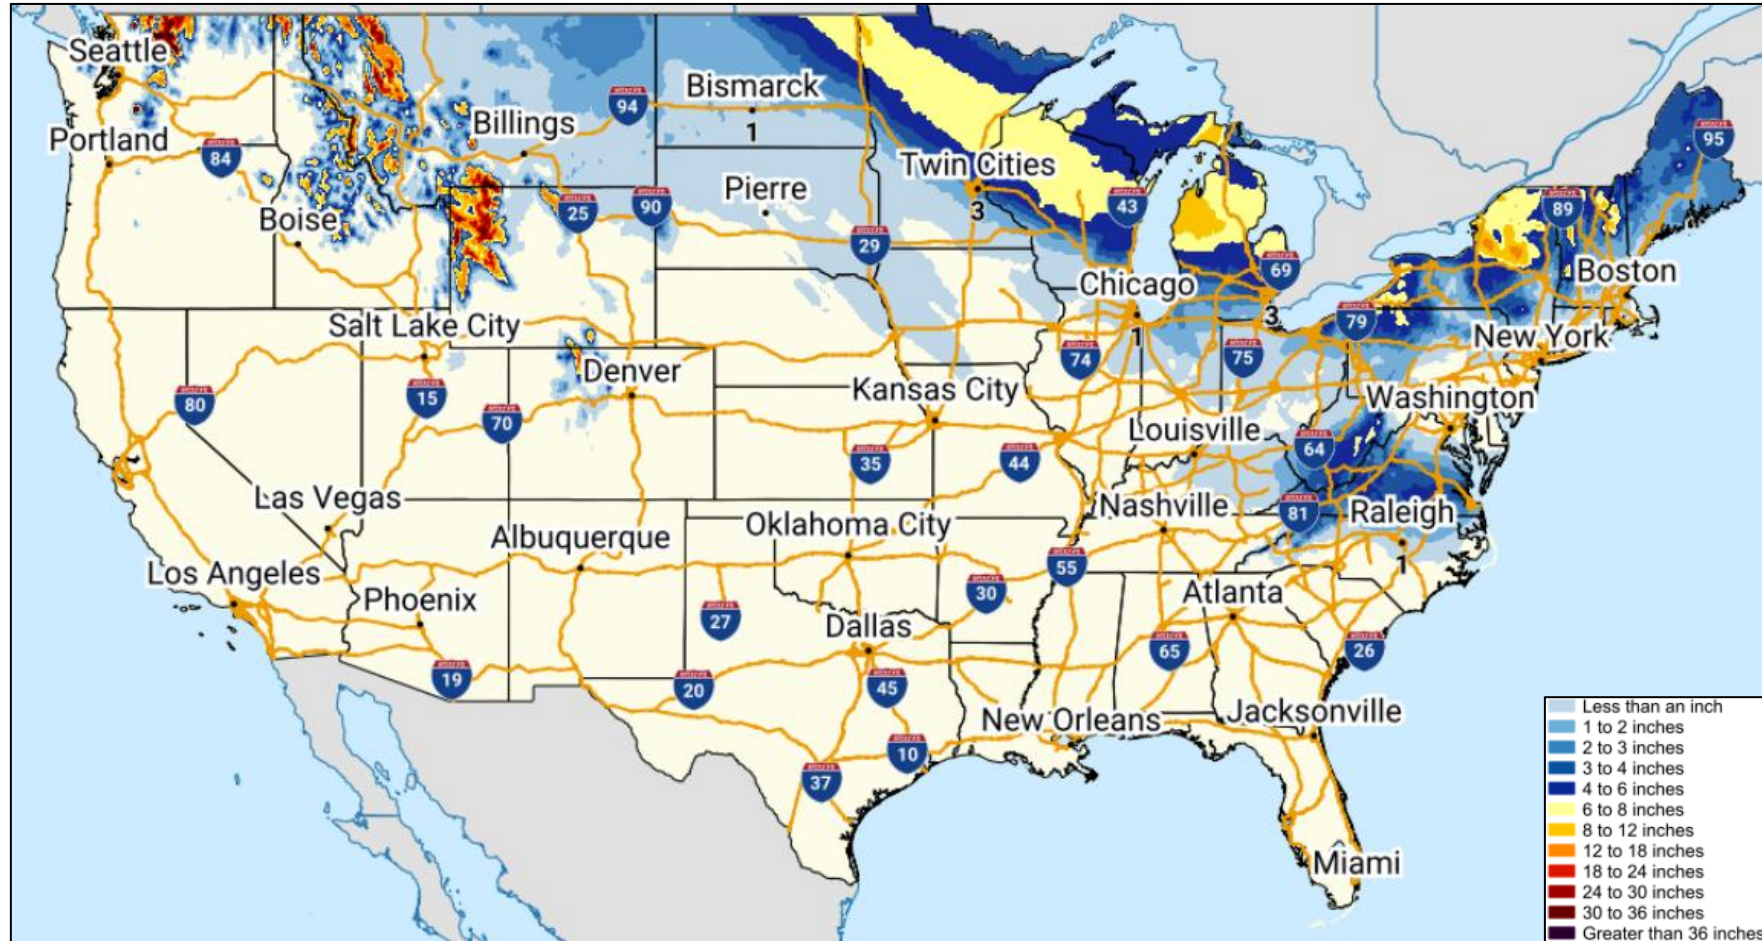 Seattle
Bismarck
94
95
Billings
1
Portland
84
Twin Cities
Pierre
25
90
43
89
3
Boise
29
69
Boston
Chicago
Salt Lake City
3
79
New York
1
74
75
Denver
Kansas City
Washington
80
15
70
Louisville
64
35
44
Las Vegas
Nashville
81
Raleigh
Oklahoma City
Albuquerque
1
Los Angeles
55
Phoenix
30
Atlanta
27
Dallas
65
26
19
20
45
New Orleans
Jacksonville
10
37
Miami
Less than an inch
1 to 2 inches
2 to 3 inches
3 to 4 inches
4 to 6 inches
6 to 8 inches
8 to 12 inches
12 to 18 inches
18 to 24 inches
24 to 30 inches
30 to 36 inches
Greater than 36 inches